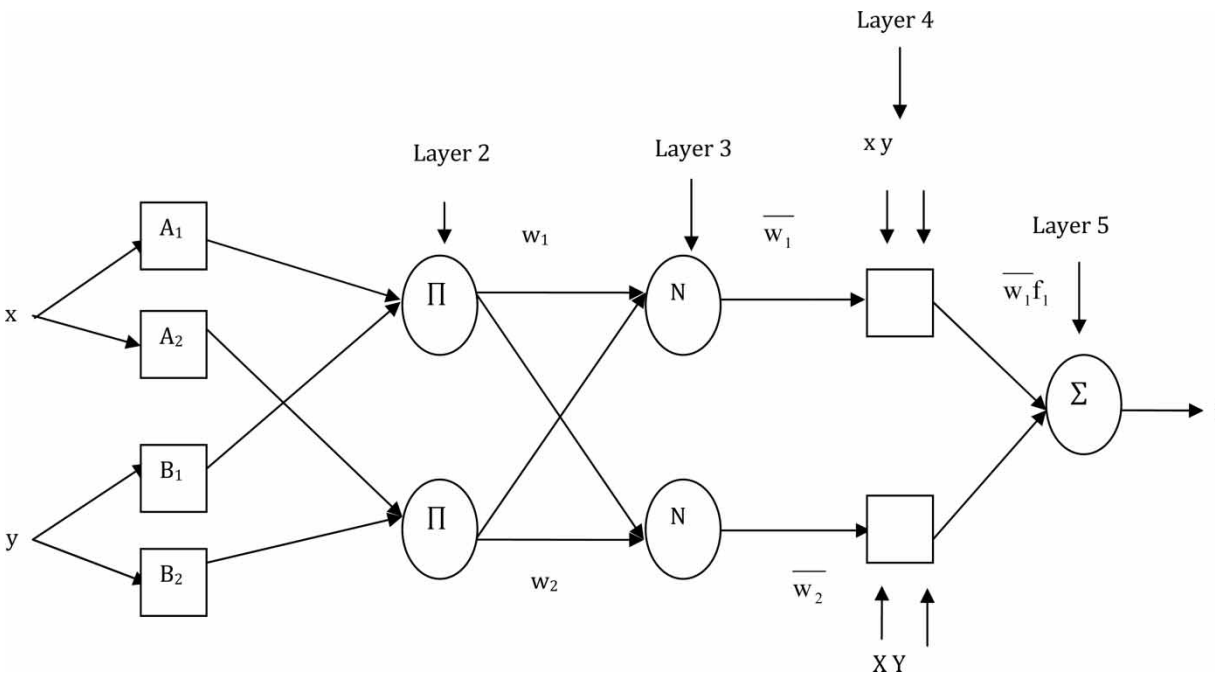 Layer 4
x y
Layer 2
Layer 3
Layer 5
A₁
w₁
w̅₁
w̅₁f₁
∏
N
x
A₂
Σ
B₁
∏
N
y
B₂
w₂
w̅₂
X Y